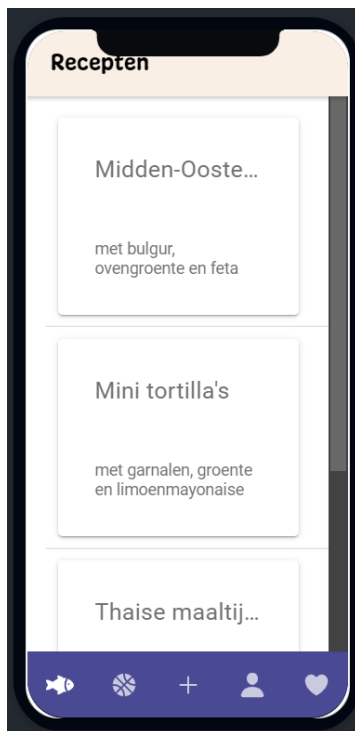 Recepten
Midden-Ooste...
met bulgur,
ovengroente en feta
Mini tortilla's
met garnalen, groente
en limoenmayonaise
Thaise maaltij...